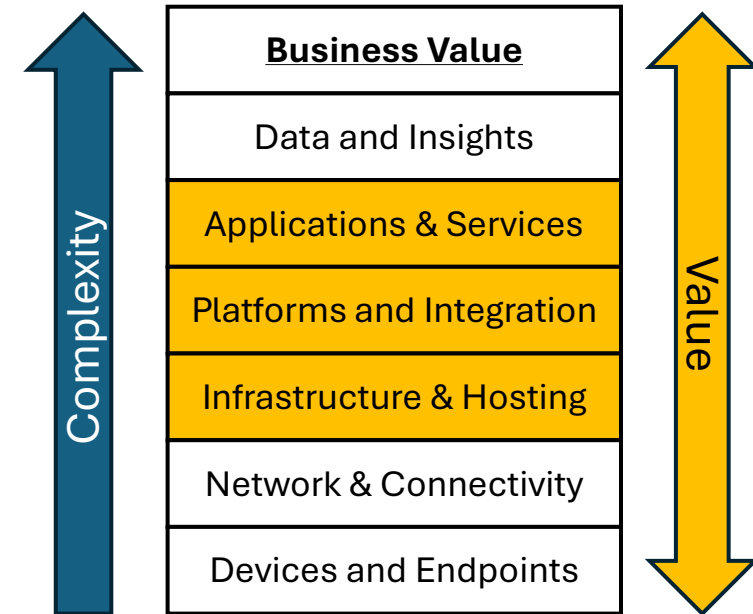 Complexity
Business Value
Data and Insights
Applications & Services
Platforms and Integration
Infrastructure & Hosting
Network & Connectivity
Devices and Endpoints
Value